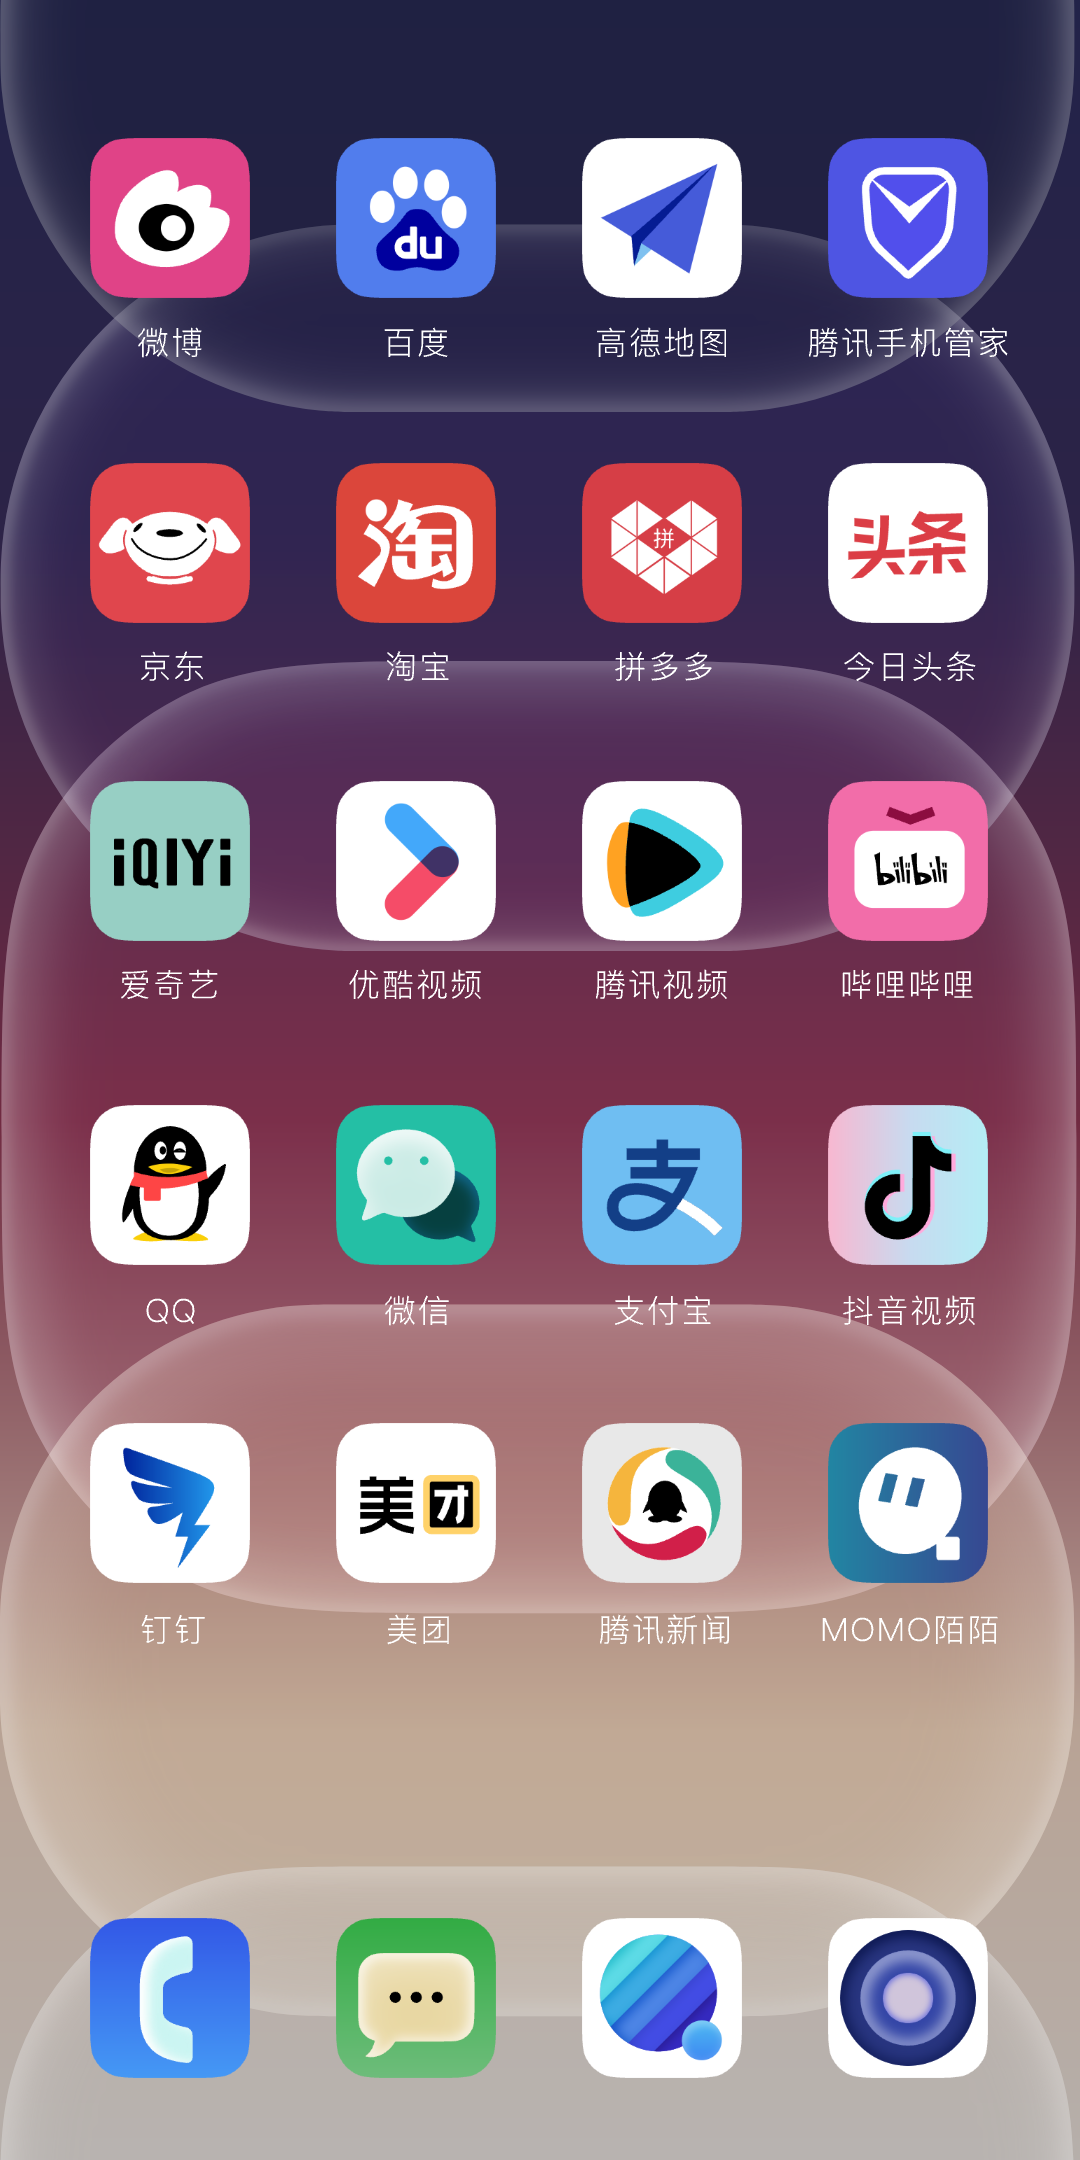 du
微博 百度 高德地图 腾讯手机管家
淘 拼 头条
京东 淘宝 拼多多 今日头条
iQIYI bilibili
爱奇艺 优酷视频 腾讯视频 哔哩哔哩
支
QQ 微信 支付宝 抖音视频
美团
钉钉 美团 腾讯新闻 MOMO陌陌